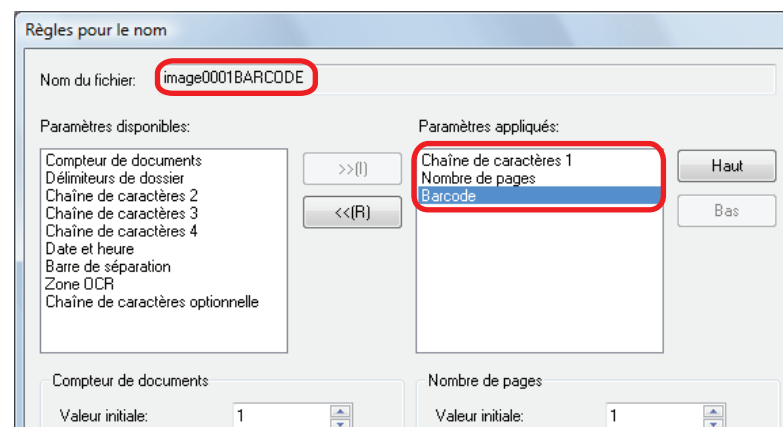 Règles pour le nom
Nom du fichier: image0001BARCODE
Paramètres disponibles:
Compteur de documents
Délimiteurs de dossier
Chaîne de caractères 2
Chaîne de caractères 3
Chaîne de caractères 4
Date et heure
Barre de séparation
Zone OCR
Chaîne de caractères optionnelle
>>(I)
<<(R)
Paramètres appliqués:
Chaîne de caractères 1
Nombre de pages
Barcode
Haut
Bas
Compteur de documents
Valeur initiale: 1
Nombre de pages
Valeur initiale: 1